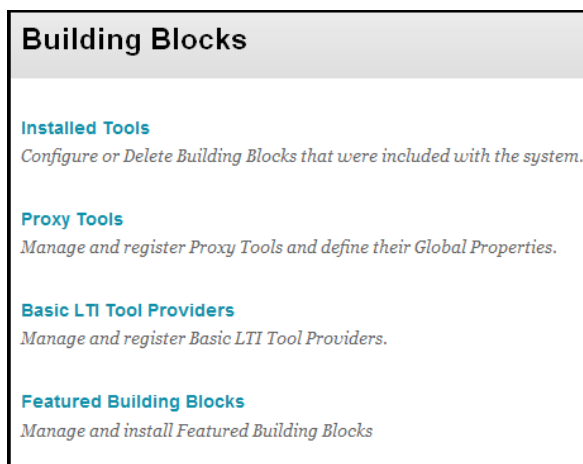 Building Blocks
Installed Tools
Configure or Delete Building Blocks that were included with the system.
Proxy Tools
Manage and register Proxy Tools and define their Global Properties.
Basic LTI Tool Providers
Manage and register Basic LTI Tool Providers.
Featured Building Blocks
Manage and install Featured Building Blocks